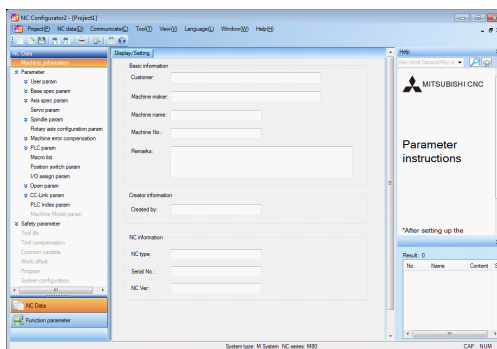 NC Configurator2 - [Project1]
Project(P) NC data(D) Communicate(C) Tool(T) View(V) Language(L) Window(W) Help(H)
NC Data
Machine_information
Parameter
User param
Base spec param
Axis spec param
Servo param
Spindle param
Rotary axis configuration param
Machine error compensation
PLC param
Macro list
Position switch param
I/O assign param
Open param
CC-Link param
PLC Index param
Machine Model param
Safety parameter
Tool life
Tool compensation
Common variable
Work offset
Program
System configuration
NC Data
Function parameter
Display/Setting
Basic information
Customer:
Machine maker:
Machine name:
Machine No.:
Remarks:
Creator information
Created by:
NC information
NC type:
Serial No.:
NC Ver:
Help
MITSUBISHI CNC
Parameter
instructions
*After setting up the
Result: 0
No. Name Content S
System type: M System NC series: M80
CAP NUM